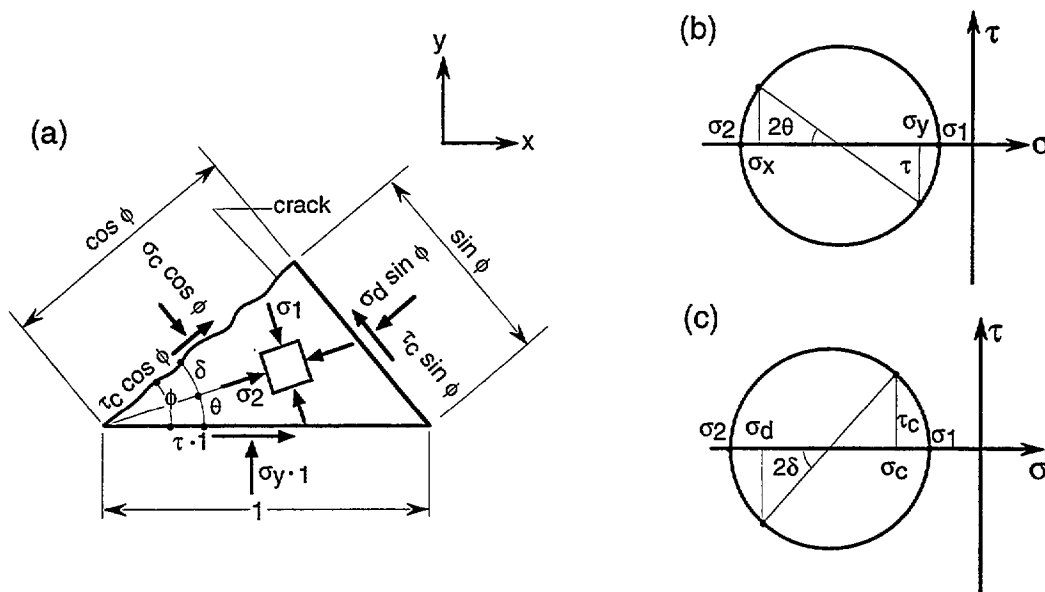 (a)
y
x
crack
cos ϕ
sin ϕ
σc cos ϕ
τc cos ϕ
σd sin ϕ
τc sin ϕ
σ1
σ2
δ
ϕ
θ
τ · 1
σy · 1
1
(b)
τ
σ2
2θ
σy
σ1
σ
σx
τ
(c)
τ
σ2
σd
τc
σ1
2δ
σc
σ